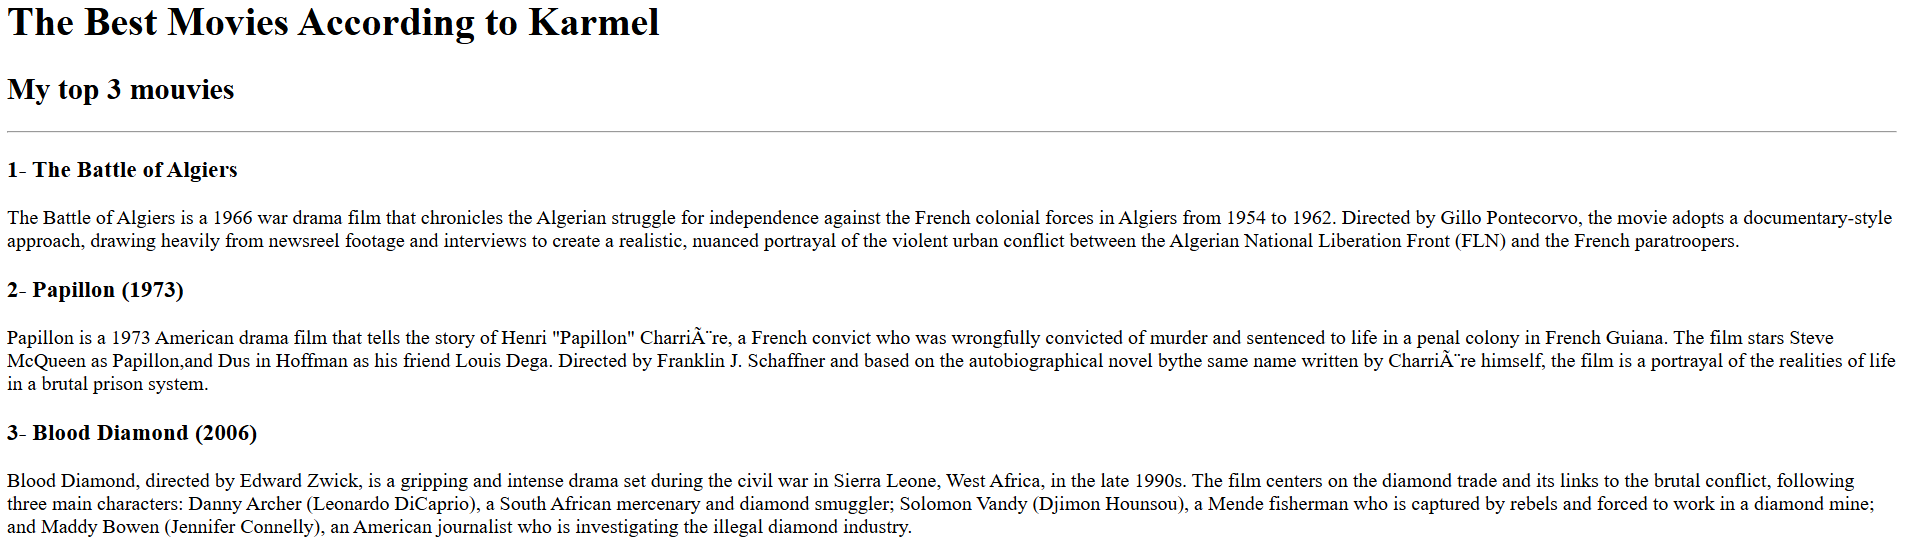 The Best Movies According to Karmel
My top 3 mouvies
1- The Battle of Algiers
The Battle of Algiers is a 1966 war drama film that chronicles the Algerian struggle for independence against the French colonial forces in Algiers from 1954 to 1962. Directed by Gillo Pontecorvo, the movie adopts a documentary-style
approach, drawing heavily from newsreel footage and interviews to create a realistic, nuanced portrayal of the violent urban conflict between the Algerian National Liberation Front (FLN) and the French paratroopers.
2- Papillon (1973)
Papillon is a 1973 American drama film that tells the story of Henri "Papillon" CharriÃ¨re, a French convict who was wrongfully convicted of murder and sentenced to life in a penal colony in French Guiana. The film stars Steve
McQueen as Papillon,and Dus in Hoffman as his friend Louis Dega. Directed by Franklin J. Schaffner and based on the autobiographical novel bythe same name written by CharriÃ¨re himself, the film is a portrayal of the realities of life
in a brutal prison system.
3- Blood Diamond (2006)
Blood Diamond, directed by Edward Zwick, is a gripping and intense drama set during the civil war in Sierra Leone, West Africa, in the late 1990s. The film centers on the diamond trade and its links to the brutal conflict, following
three main characters: Danny Archer (Leonardo DiCaprio), a South African mercenary and diamond smuggler; Solomon Vandy (Djimon Hounsou), a Mende fisherman who is captured by rebels and forced to work in a diamond mine;
and Maddy Bowen (Jennifer Connelly), an American journalist who is investigating the illegal diamond industry.